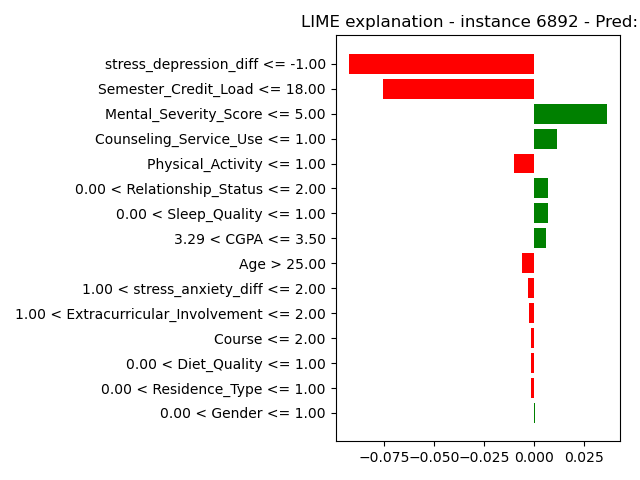 LIME explanation - instance 6892 - Pred:
stress_depression_diff <= -1.00
Semester_Credit_Load <= 18.00
Mental_Severity_Score <= 5.00
Counseling_Service_Use <= 1.00
Physical_Activity <= 1.00
0.00 < Relationship_Status <= 2.00
0.00 < Sleep_Quality <= 1.00
3.29 < CGPA <= 3.50
Age > 25.00
1.00 < stress_anxiety_diff <= 2.00
1.00 < Extracurricular_Involvement <= 2.00
Course <= 2.00
0.00 < Diet_Quality <= 1.00
0.00 < Residence_Type <= 1.00
0.00 < Gender <= 1.00
−0.075 −0.050 −0.025 0.000 0.025